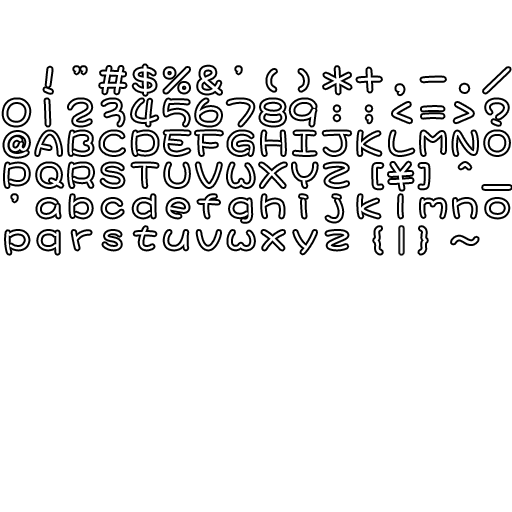 ! " # $ % & ' ( ) * + , - . /
0 1 2 3 4 5 6 7 8 9 : ; < = > ?
@ A B C D E F G H I J K L M N O
P Q R S T U V W X Y Z [ ¥ ] ^ _
' a b c d e f g h i j k l m n o
p q r s t u v w x y z { | } ~